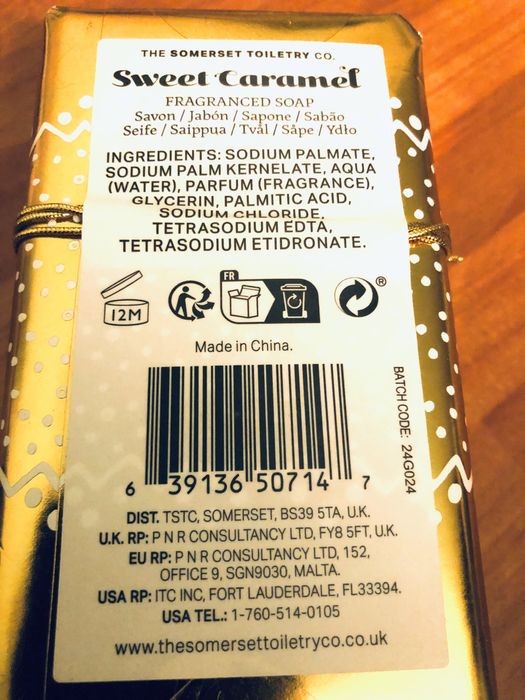 THE SOMERSET TOILETRY CO.
Sweet Caramel
FRAGRANCED SOAP
Savon / Jabón / Sapone / Sabão
Seife / Saippua / Tvål / Såpe / Ydło
INGREDIENTS: SODIUM PALMATE,
SODIUM PALM KERNELATE, AQUA
(WATER), PARFUM (FRAGRANCE),
GLYCERIN, PALMITIC ACID,
SODIUM CHLORIDE,
TETRASODIUM EDTA,
TETRASODIUM ETIDRONATE.
12M
FR
®
Made in China.
BATCH CODE: 24G024
6 39136 50714 7
DIST. TSTC, SOMERSET, BS39 5TA, U.K.
U.K. RP: P N R CONSULTANCY LTD, FY8 5FT, U.K.
EU RP: P N R CONSULTANCY LTD, 152,
OFFICE 9, SGN9030, MALTA.
USA RP: ITC INC, FORT LAUDERDALE, FL33394.
USA TEL.: 1-760-514-0105
www.thesomersettoiletryco.co.uk